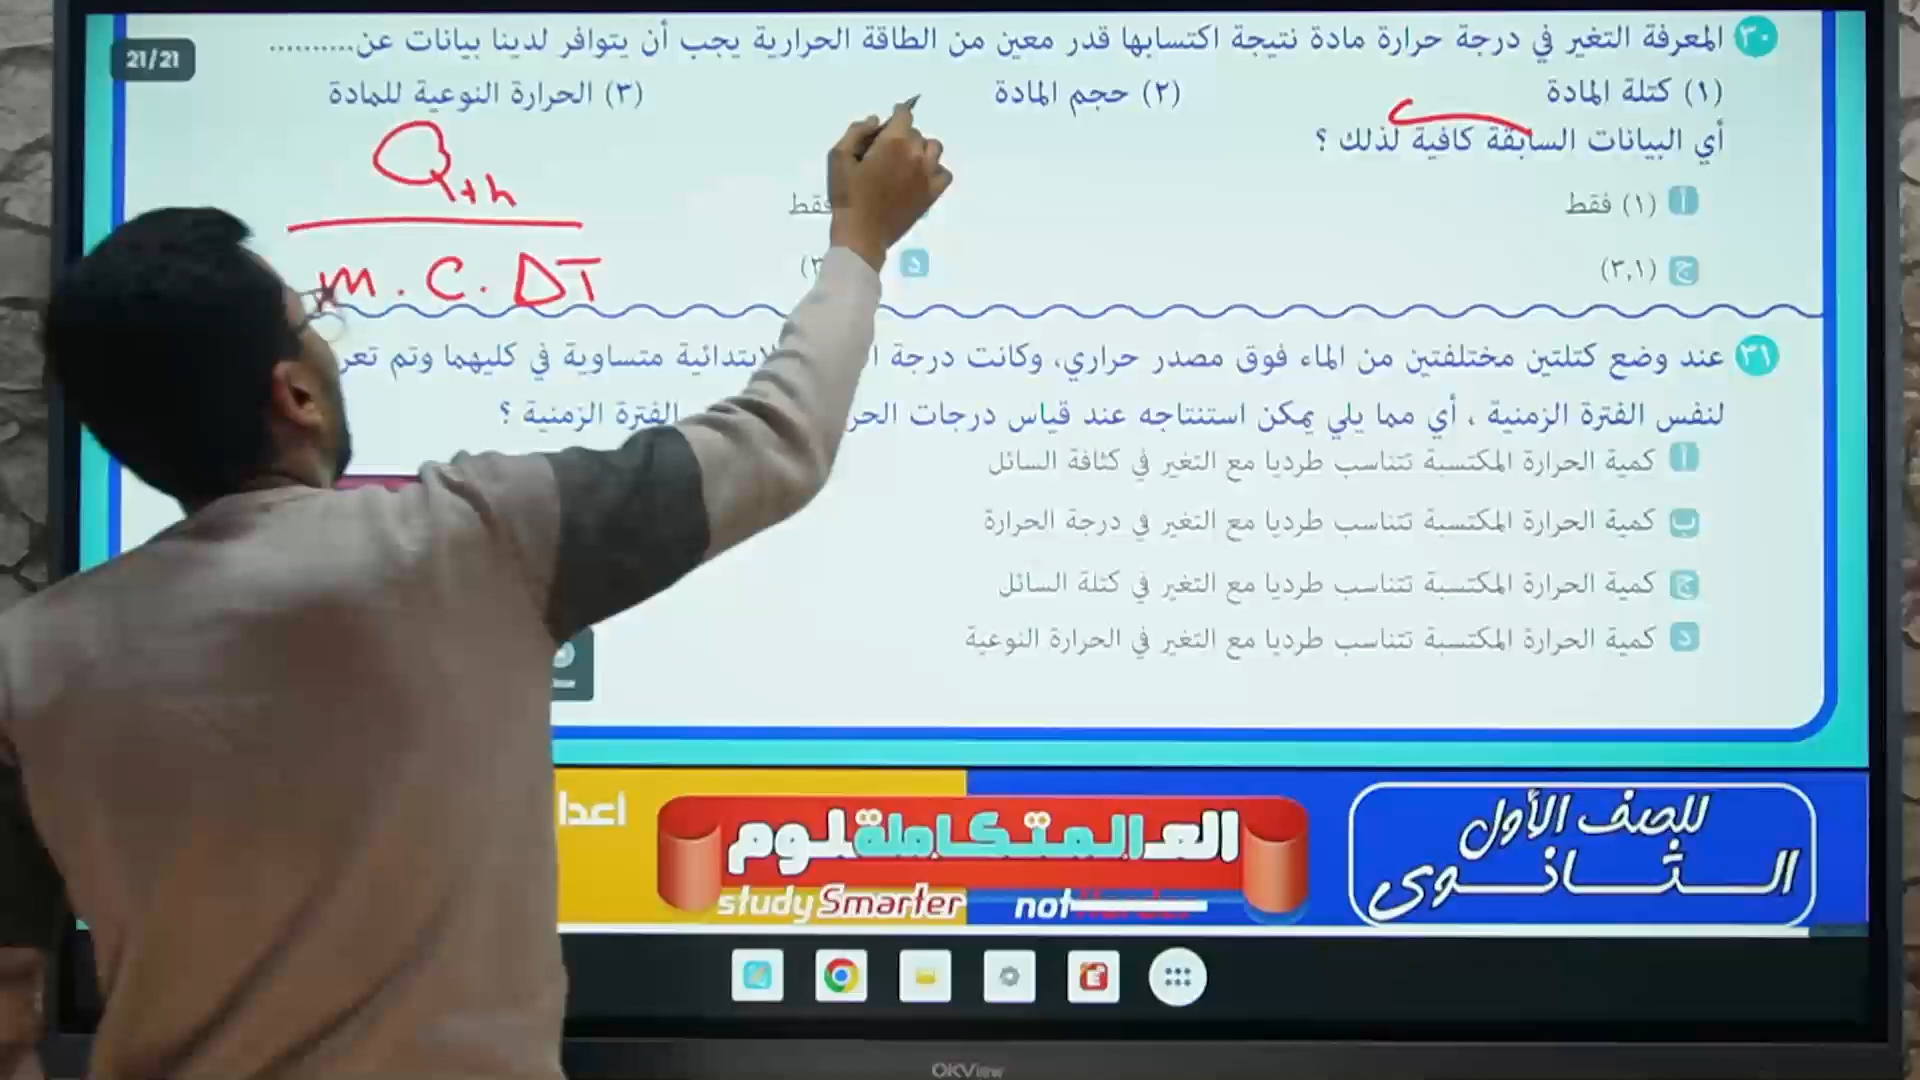 21/21
٣٠ المعرفة التغير في درجة حرارة مادة نتيجة اكتسابها قدر معين من الطاقة الحرارية يجب أن يتوافر لدينا بيانات عن..........
(١) كتلة المادة (٢) حجم المادة (٣) الحرارة النوعية للمادة
أي البيانات السابقة كافية لذلك ؟
Qth
m . C . ΔT
أ (١) فقط
فقط
ج (٣,١)
د
٣١ عند وضع كتلتين مختلفتين من الماء فوق مصدر حراري، وكانت درجة الابتدائية متساوية في كليهما وتم
لنفس الفترة الزمنية ، أي مما يلي يمكن استنتاجه عند قياس درجات الفترة الزمنية ؟
أ كمية الحرارة المكتسبة تتناسب طرديا مع التغير في كثافة السائل
ب كمية الحرارة المكتسبة تتناسب طرديا مع التغير في درجة الحرارة
ج كمية الحرارة المكتسبة تتناسب طرديا مع التغير في كتلة السائل
د كمية الحرارة المكتسبة تتناسب طرديا مع التغير في الحرارة النوعية
للصف الأول
الثانوى
العلوم المتكاملة
study Smarter not Harder
OKView